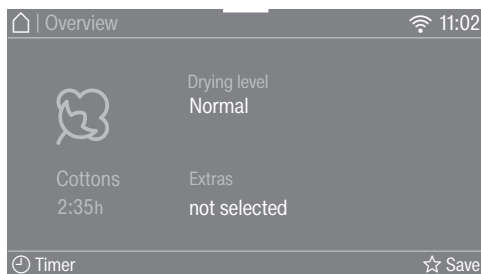 | Overview 11:02
Drying level
Normal
Cottons
Extras
2:35h
not selected
Timer
Save